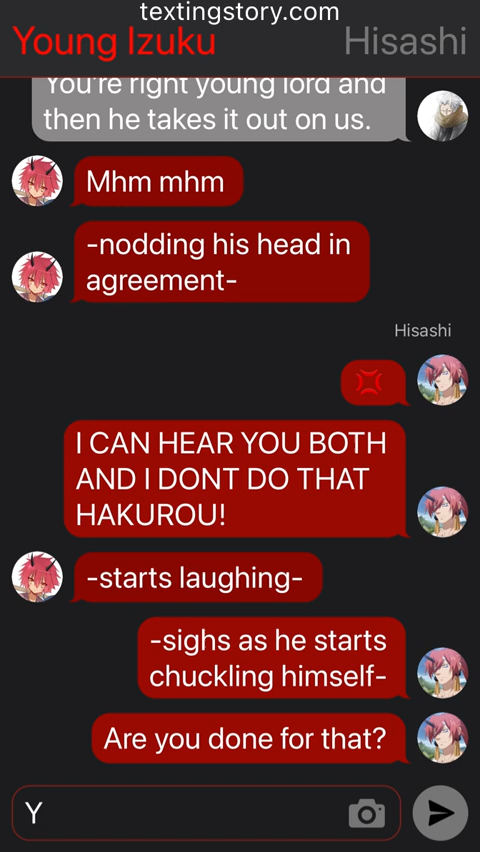 textingstory.com
Young Izuku
Hisashi
You're right young lord and
then he takes it out on us.
Mhm mhm
-nodding his head in
agreement-
Hisashi
I CAN HEAR YOU BOTH
AND I DONT DO THAT
HAKUROU!
-starts laughing-
-sighs as he starts
chuckling himself-
Are you done for that?
Y